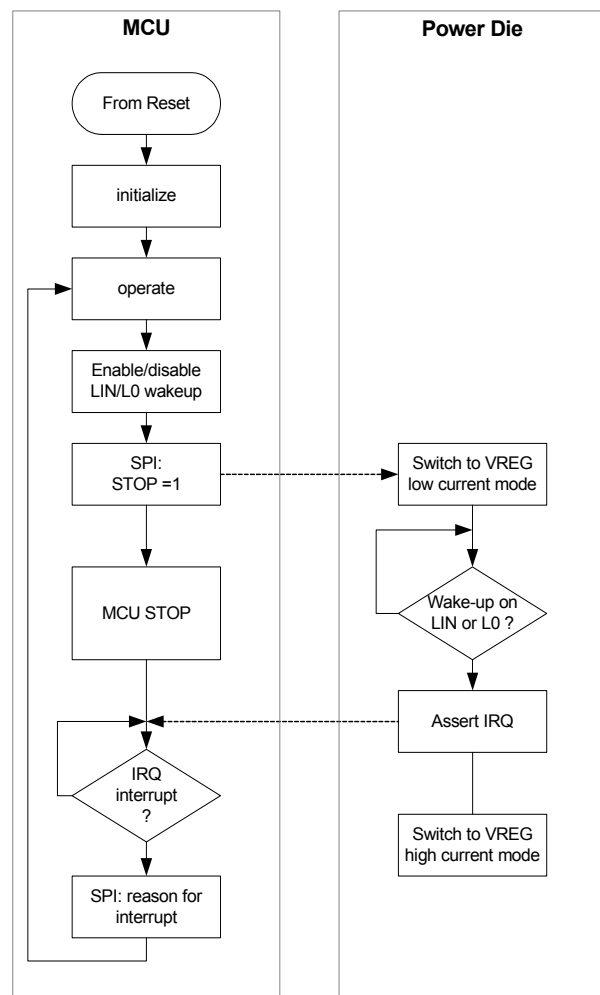 MCU
From Reset
initialize
operate
Enable/disable
LIN/L0 wakeup
SPI:
STOP =1
MCU STOP
IRQ
interrupt
?
SPI: reason for
interrupt
Power Die
Switch to VREG
low current mode
Wake-up on
LIN or L0 ?
Assert IRQ
Switch to VREG
high current mode